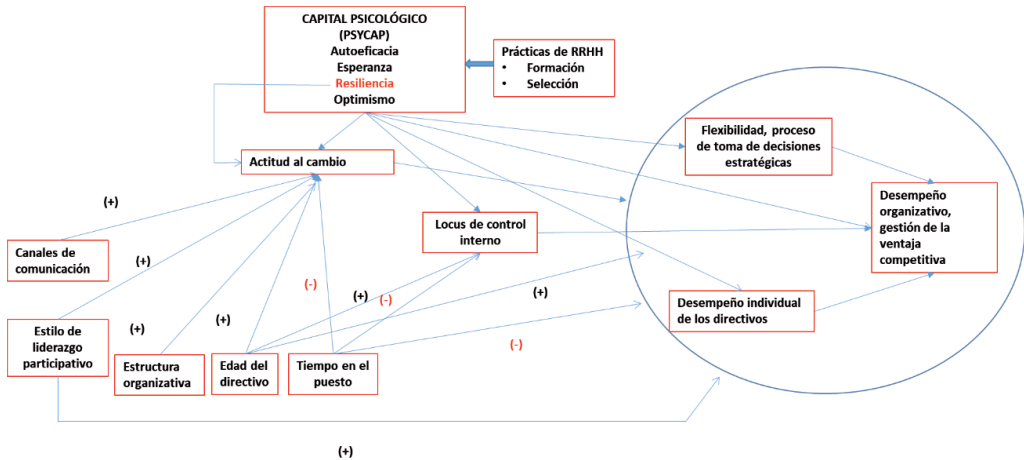 CAPITAL PSICOLÓGICO
(PSYCAP)
Autoeficacia
Esperanza
Resiliencia
Optimismo
Prácticas de RRHH
• Formación
• Selección
Flexibilidad, proceso
de toma de decisiones
estratégicas
Actitud al cambio
Desempeño
organizativo,
gestión de la
ventaja
competitiva
(+)
Locus de control
interno
Canales de
comunicación
(+)
(-)
(+)
(-)
(+)
Desempeño individual
de los directivos
Estilo de
liderazgo
participativo
(+)
(+)
(-)
Estructura
organizativa
Edad del
directivo
Tiempo en el
puesto
(+)